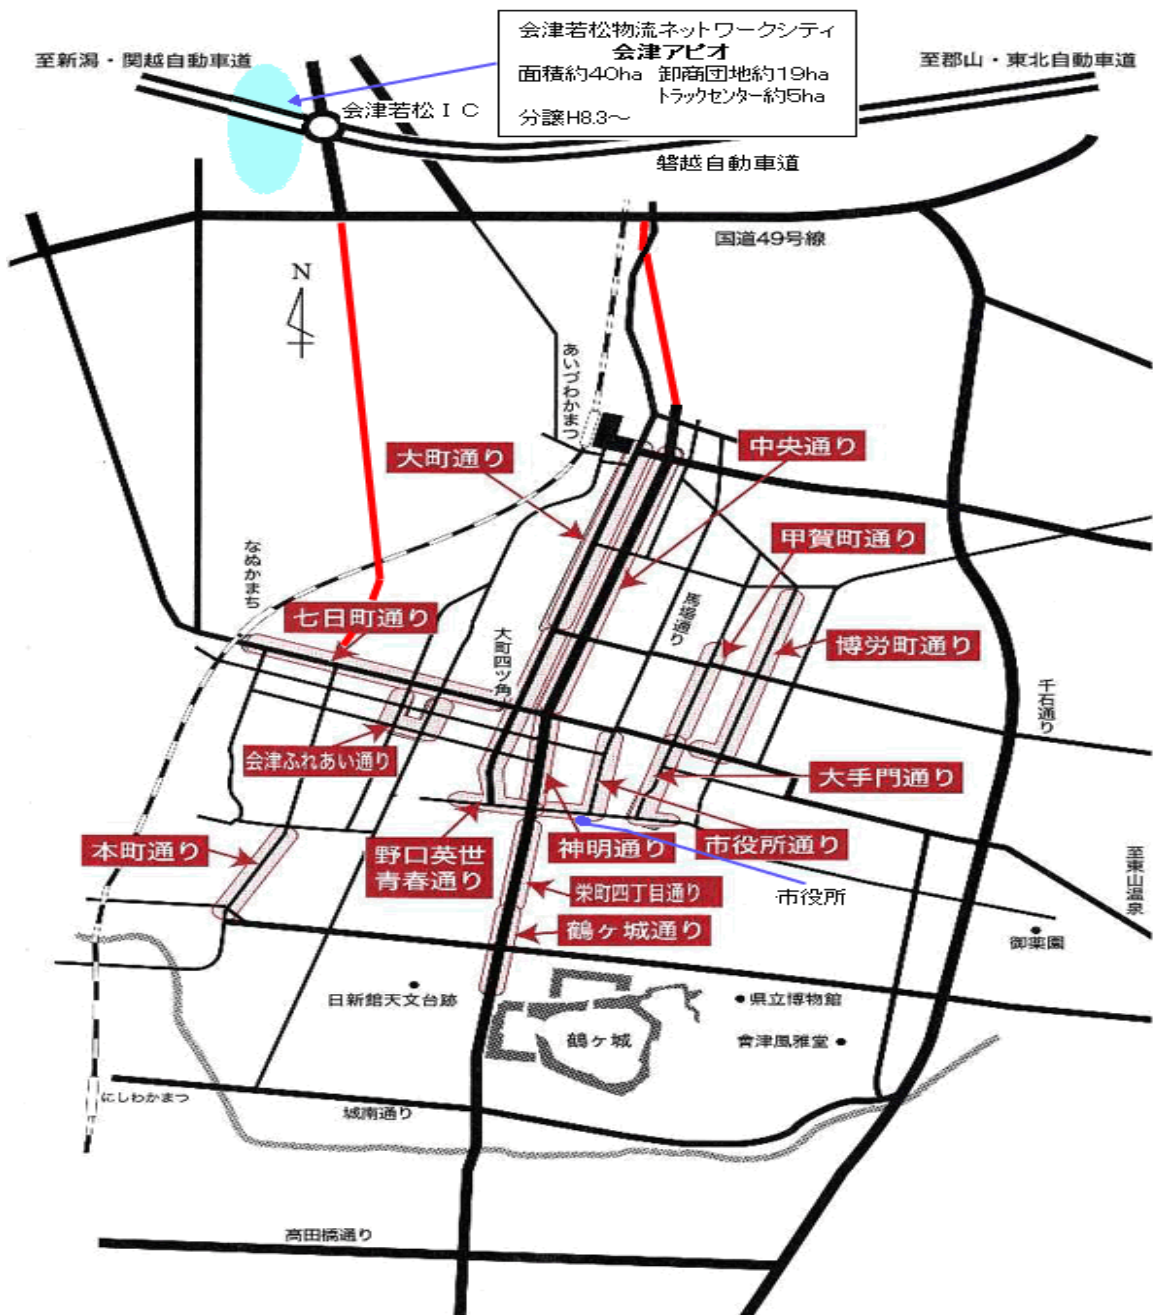 会津若松物流ネットワークシティ
会津アピオ
面積約40ha 卸商団地約19ha
トラックセンター約5ha
分譲H8.3～
至新潟・関越自動車道
至郡山・東北自動車道
会津若松IC
磐越自動車道
国道49号線
N
あいづわかまつ
大町通り
中央通り
甲賀町通り
なぬかまち
七日町通り
馬場通り
博労町通り
大町四ツ角
千石通り
会津ふれあい通り
大手門通り
本町通り
野口英世
青春通り
神明通り
市役所通り
栄町四丁目通り
市役所
至東山温泉
鶴ヶ城通り
御薬園
日新館天文台跡
県立博物館
鶴ヶ城
會津風雅堂
にしわかまつ
城南通り
高田橋通り